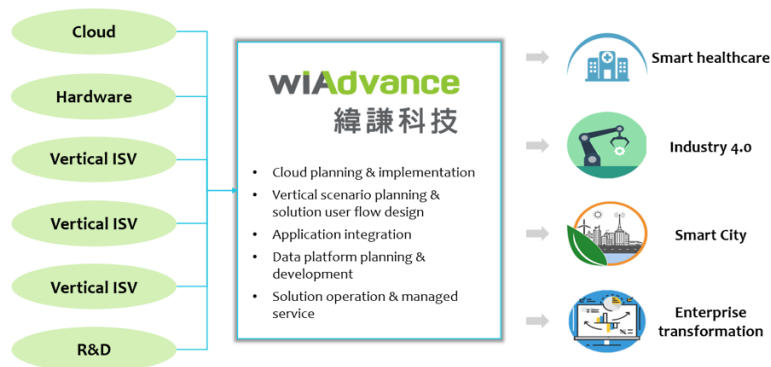 Cloud
Hardware
Vertical ISV
Vertical ISV
Vertical ISV
R&D
wiAdvance
緯謙科技
• Cloud planning & implementation
• Vertical scenario planning &
solution user flow design
• Application integration
• Data platform planning &
development
• Solution operation & managed
service
Smart healthcare
Industry 4.0
Smart City
Enterprise
transformation